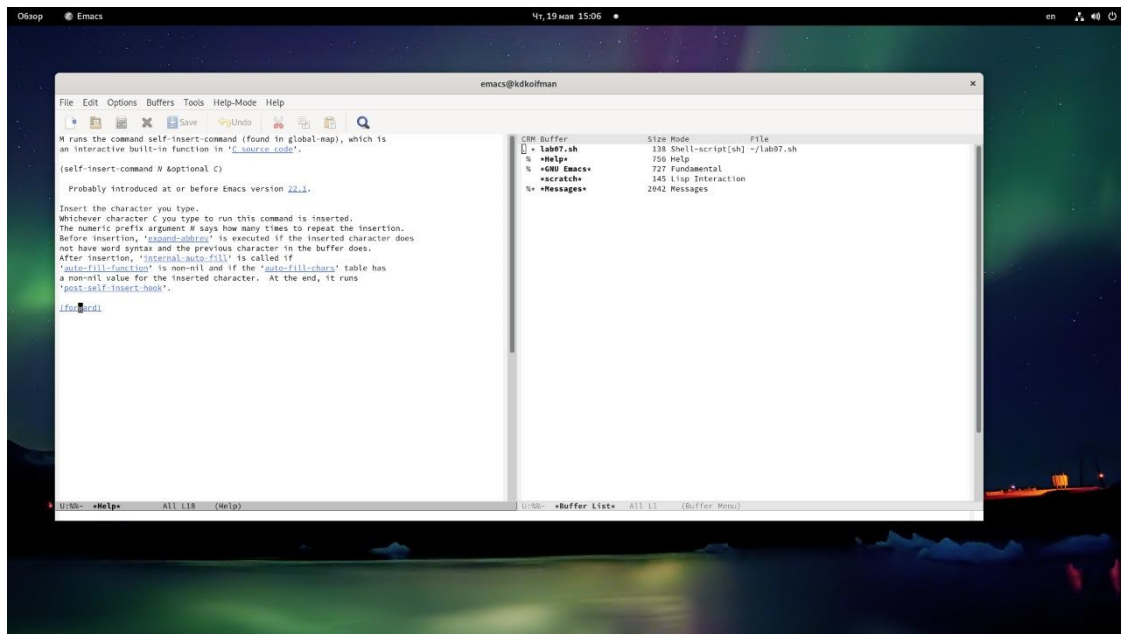 Обзор Emacs Чт, 19 мая 15:06 en
emacs@kdkoifman
File Edit Options Buffers Tools Help-Mode Help
Save Undo
M runs the command self-insert-command (found in global-map), which is
an interactive built-in function in ‘C source code’.
(self-insert-command N &optional C)
Probably introduced at or before Emacs version 22.1.
Insert the character you type.
Whichever character C you type to run this command is inserted.
The numeric prefix argument N says how many times to repeat the insertion.
Before insertion, ‘expand-abbrev’ is executed if the inserted character does
not have word syntax and the previous character in the buffer does.
After insertion, ‘internal-auto-fill’ is called if
‘auto-fill-function’ is non-nil and if the ‘auto-fill-chars’ table has
a non-nil value for the inserted character. At the end, it runs
‘post-self-insert-hook’.
[forward]
U:%%- *Help* All L18 (Help)
CRM Buffer Size Mode File
. * lab07.sh 138 Shell-script[sh] ~/lab07.sh
% *Help* 756 Help
% *GNU Emacs* 727 Fundamental
*scratch* 145 Lisp Interaction
%* *Messages* 2042 Messages
U:%%- *Buffer List* All L1 (Buffer Menu)